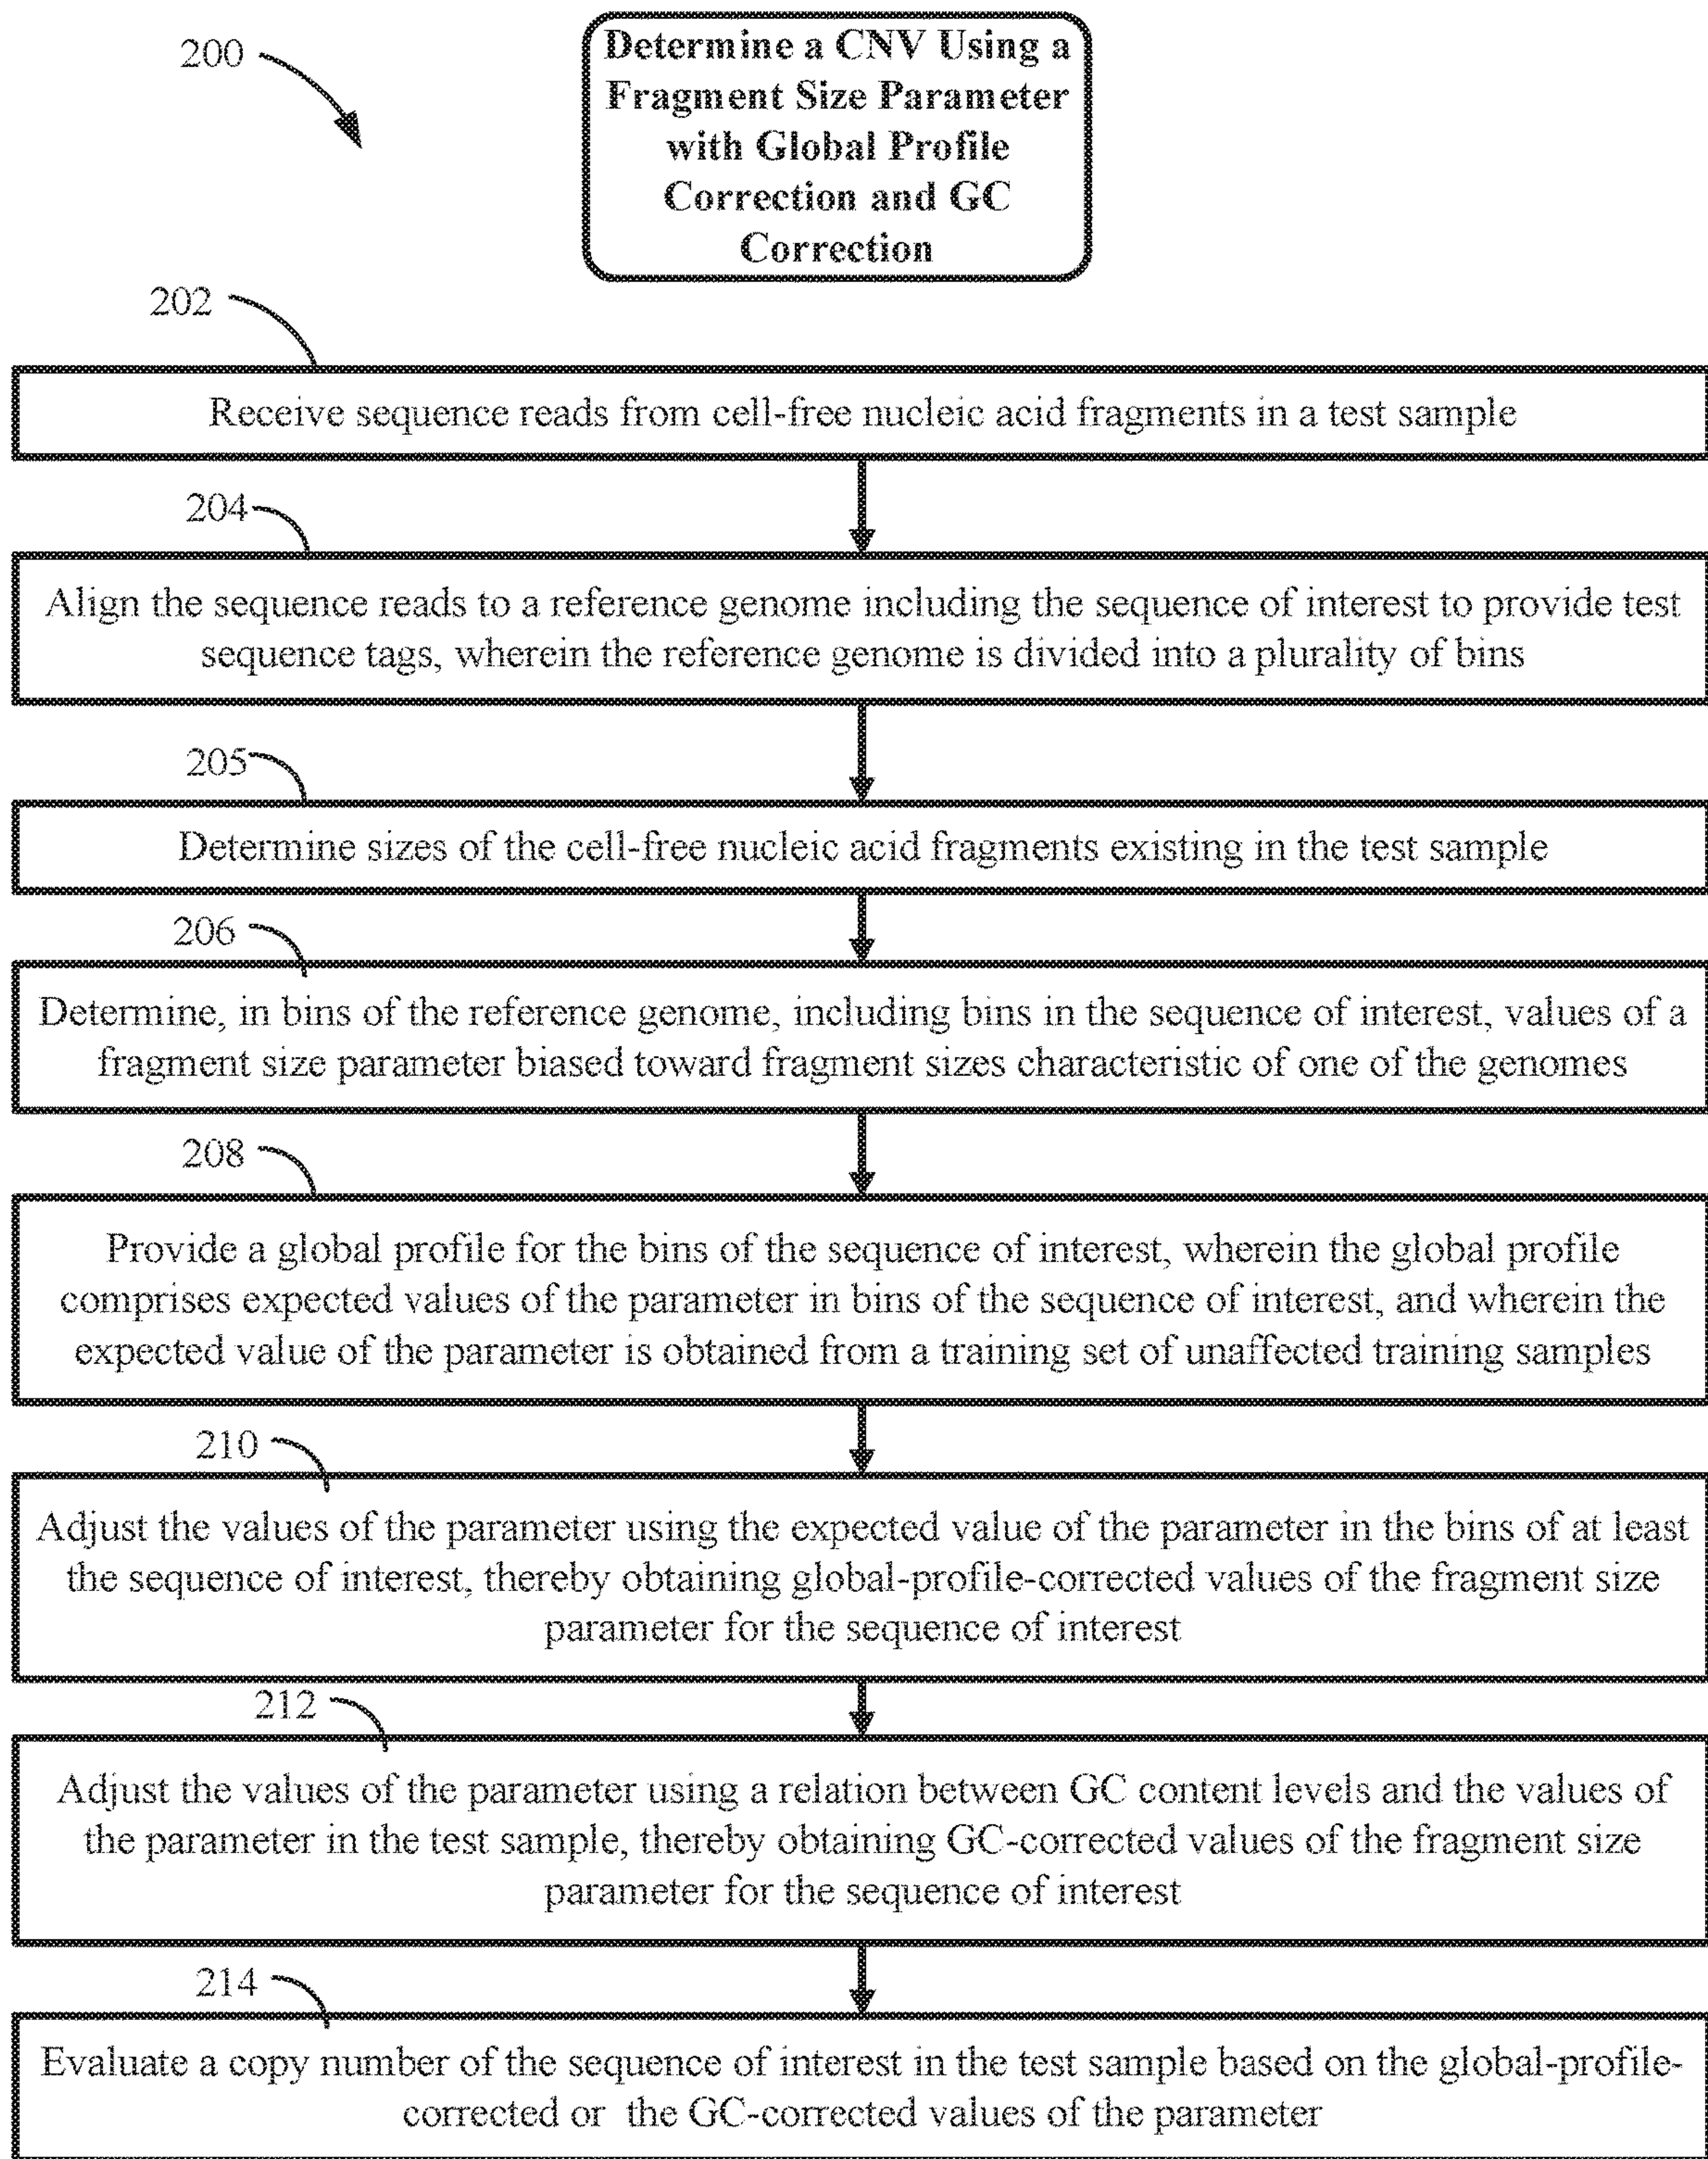 200
Determine a CNV Using a
Fragment Size Parameter
with Global Profile
Correction and GC
Correction
202
Receive sequence reads from cell-free nucleic acid fragments in a test sample
204
Align the sequence reads to a reference genome including the sequence of interest to provide test
sequence tags, wherein the reference genome is divided into a plurality of bins
205
Determine sizes of the cell-free nucleic acid fragments existing in the test sample
206
Determine, in bins of the reference genome, including bins in the sequence of interest, values of a
fragment size parameter biased toward fragment sizes characteristic of one of the genomes
208
Provide a global profile for the bins of the sequence of interest, wherein the global profile
comprises expected values of the parameter in bins of the sequence of interest, and wherein the
expected value of the parameter is obtained from a training set of unaffected training samples
210
Adjust the values of the parameter using the expected value of the parameter in the bins of at least
the sequence of interest, thereby obtaining global-profile-corrected values of the fragment size
parameter for the sequence of interest
212
Adjust the values of the parameter using a relation between GC content levels and the values of
the parameter in the test sample, thereby obtaining GC-corrected values of the fragment size
parameter for the sequence of interest
214
Evaluate a copy number of the sequence of interest in the test sample based on the global-profile-
corrected or the GC-corrected values of the parameter